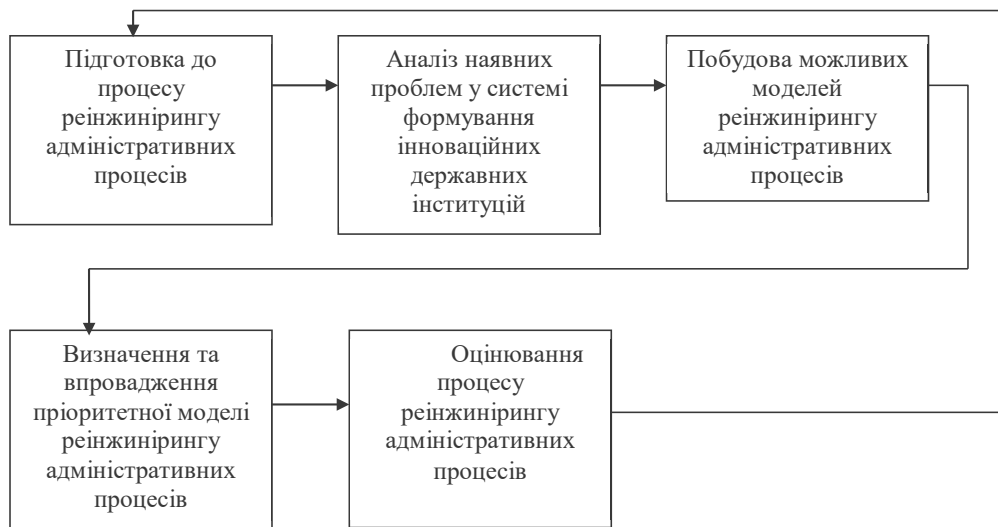 Підготовка до
процесу
реінжинірингу
адміністративних
процесів
Аналіз наявних
проблем у системі
формування
інноваційних
державних
інституцій
Побудова можливих
моделей
реінжинірингу
адміністративних
процесів
Визначення та
впровадження
пріоритетної моделі
реінжинірингу
адміністративних
процесів
Оцінювання
процесу
реінжинірингу
адміністративних
процесів